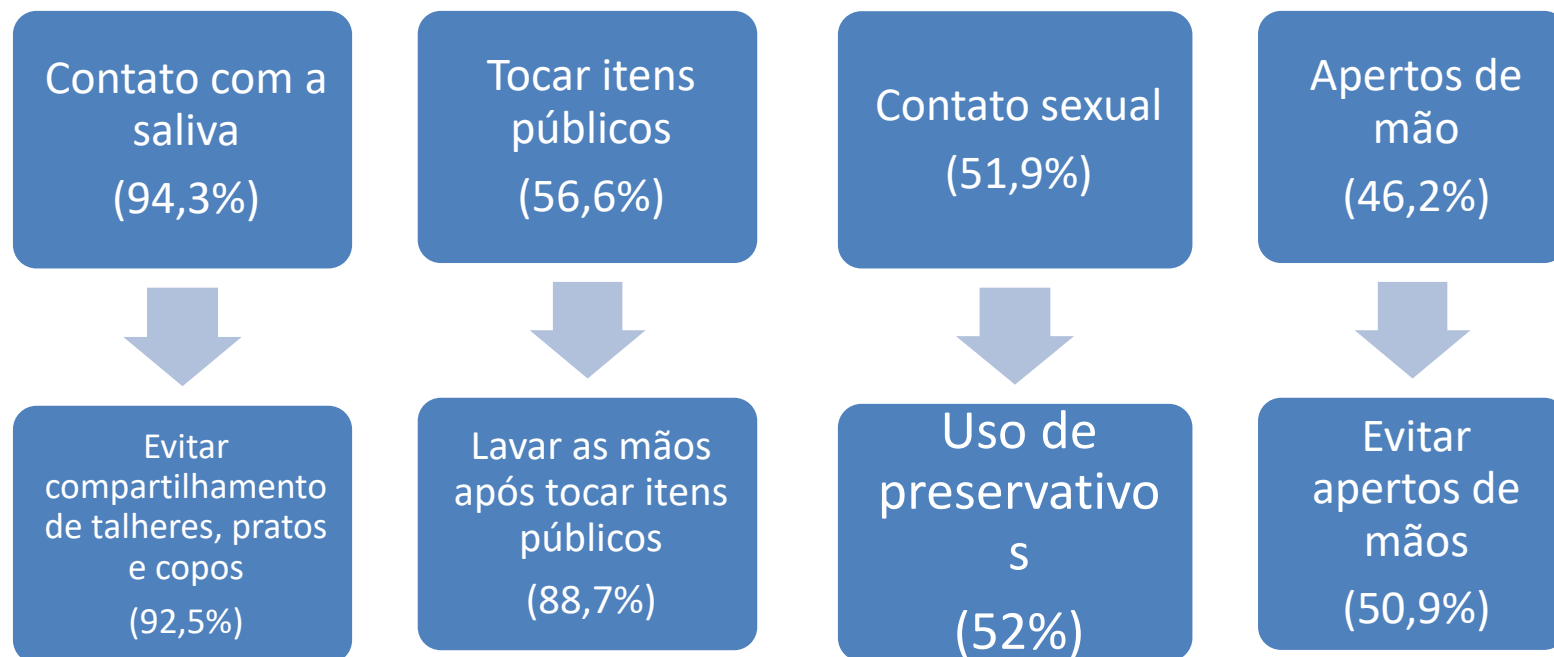 Contato com a
saliva
(94,3%)
Tocar itens
públicos
(56,6%)
Contato sexual
(51,9%)
Apertos de
mão
(46,2%)
Evitar
compartilhamento
de talheres, pratos
e copos
(92,5%)
Lavar as mãos
após tocar itens
públicos
(88,7%)
Uso de
preservativo
s
(52%)
Evitar
apertos de
mãos
(50,9%)